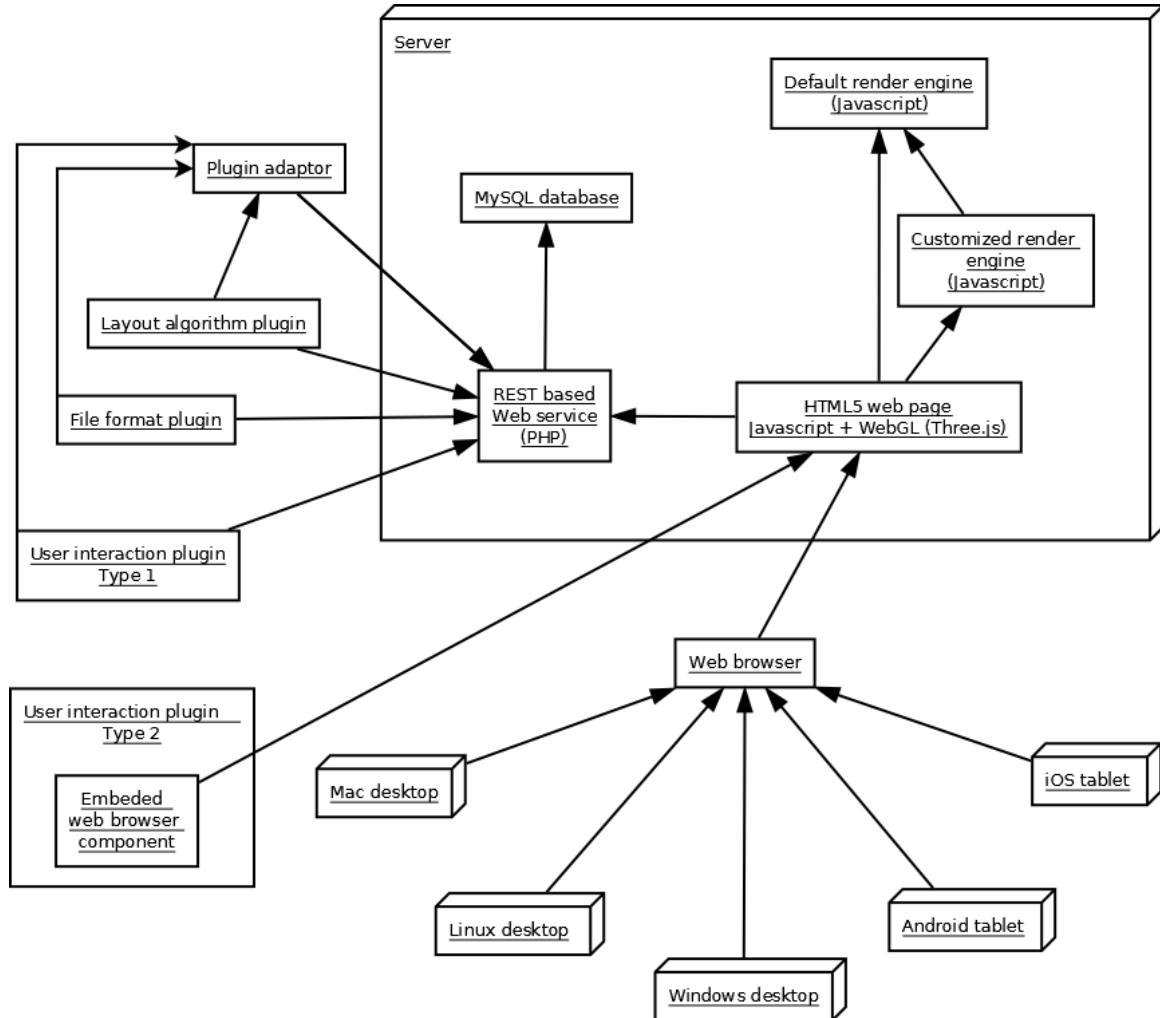 Server
Default render engine
(Javascript)
Plugin adaptor
MySQL database
Customized render
engine
(Javascript)
Layout algorithm plugin
REST based
Web service
(PHP)
File format plugin
HTML5 web page
Javascript + WebGL (Three.js)
User interaction plugin
Type 1
Web browser
User interaction plugin
Type 2
Embeded
web browser
component
Mac desktop
iOS tablet
Linux desktop
Android tablet
Windows desktop